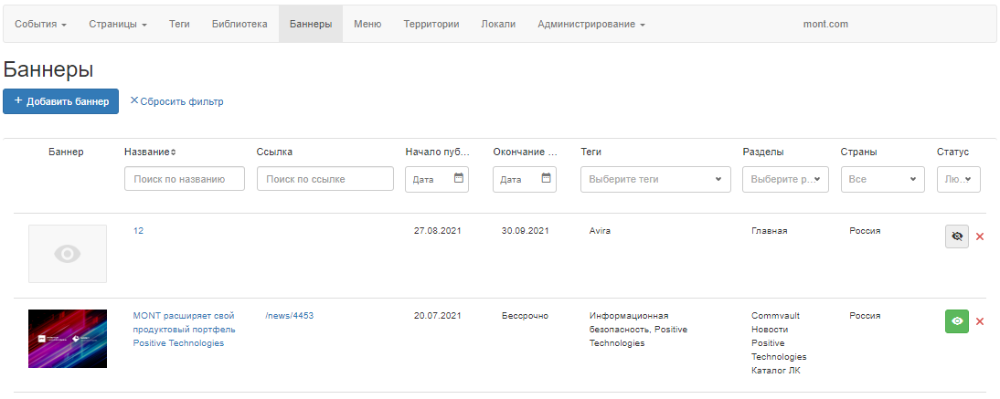 События Страницы Теги Библиотека Баннеры Меню Территории Локали Администрирование mont.com
Баннеры
+ Добавить баннер ×Сбросить фильтр
Баннер Название Ссылка Начало пуб... Окончание ... Теги Разделы Страны Статус
Поиск по названию Поиск по ссылке Дата Дата Выберите теги Выберите р... Все Лю...
12 27.08.2021 30.09.2021 Avira Главная Россия
MONT расширяет свой /news/4453 20.07.2021 Бессрочно Информационная Commvault Россия
продуктовый портфель безопасность, Positive Новости
Positive Technologies Technologies Positive
Technologies
Каталог ЛК